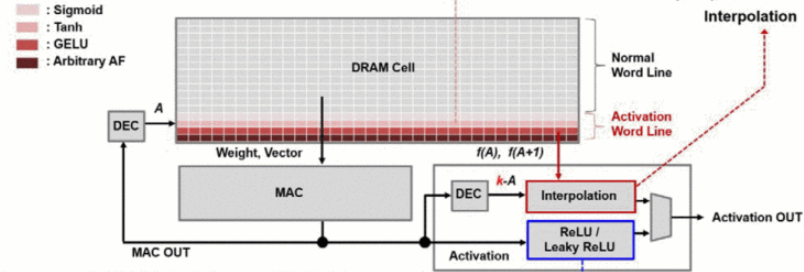 : Sigmoid
: Tanh
: GELU
: Arbitrary AF
Interpolation
DRAM Cell
Normal
Word Line
Activation
Word Line
A
DEC
Weight, Vector
f(A), f(A+1)
MAC
DEC
k-A
Interpolation
ReLU /
Leaky ReLU
Activation OUT
MAC OUT
Activation